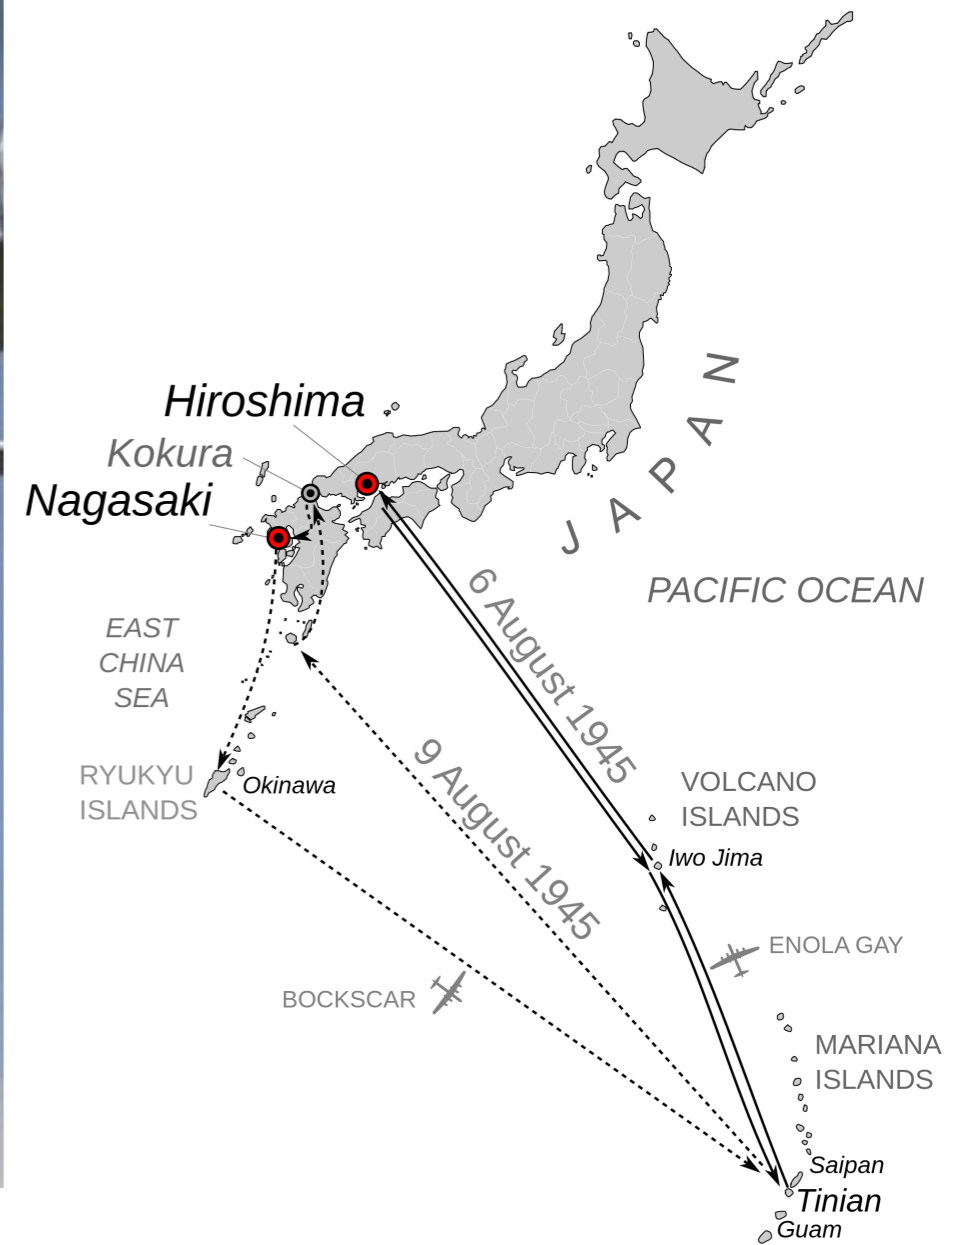 Hiroshima
Kokura
Nagasaki
JAPAN
PACIFIC OCEAN
6 August 1945
EAST
CHINA
SEA
9 August 1945
RYUKYU
ISLANDS
Okinawa
VOLCANO
ISLANDS
Iwo Jima
ENOLA GAY
BOCKSCAR
MARIANA
ISLANDS
Saipan
Tinian
Guam